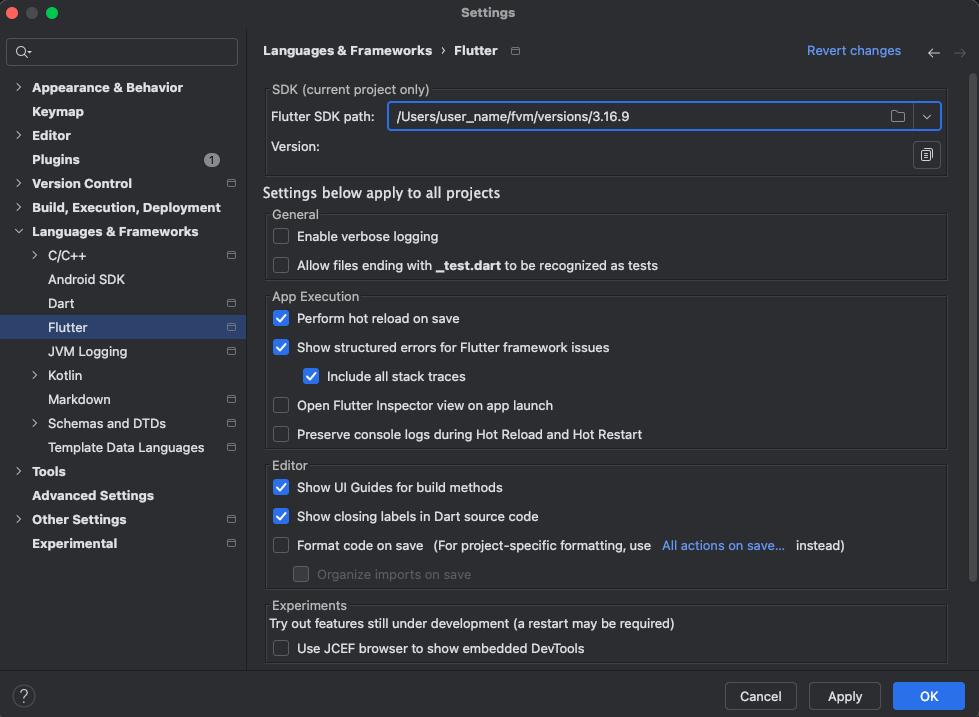 Settings
Languages & Frameworks › Flutter
Revert changes
Appearance & Behavior
Keymap
Editor
Plugins 1
Version Control
Build, Execution, Deployment
Languages & Frameworks
C/C++
Android SDK
Dart
Flutter
JVM Logging
Kotlin
Markdown
Schemas and DTDs
Template Data Languages
Tools
Advanced Settings
Other Settings
Experimental
SDK (current project only)
Flutter SDK path: /Users/user_name/fvm/versions/3.16.9
Version:
Settings below apply to all projects
General
Enable verbose logging
Allow files ending with _test.dart to be recognized as tests
App Execution
Perform hot reload on save
Show structured errors for Flutter framework issues
Include all stack traces
Open Flutter Inspector view on app launch
Preserve console logs during Hot Reload and Hot Restart
Editor
Show UI Guides for build methods
Show closing labels in Dart source code
Format code on save (For project-specific formatting, use All actions on save... instead)
Organize imports on save
Experiments
Try out features still under development (a restart may be required)
Use JCEF browser to show embedded DevTools
?
Cancel
Apply
OK